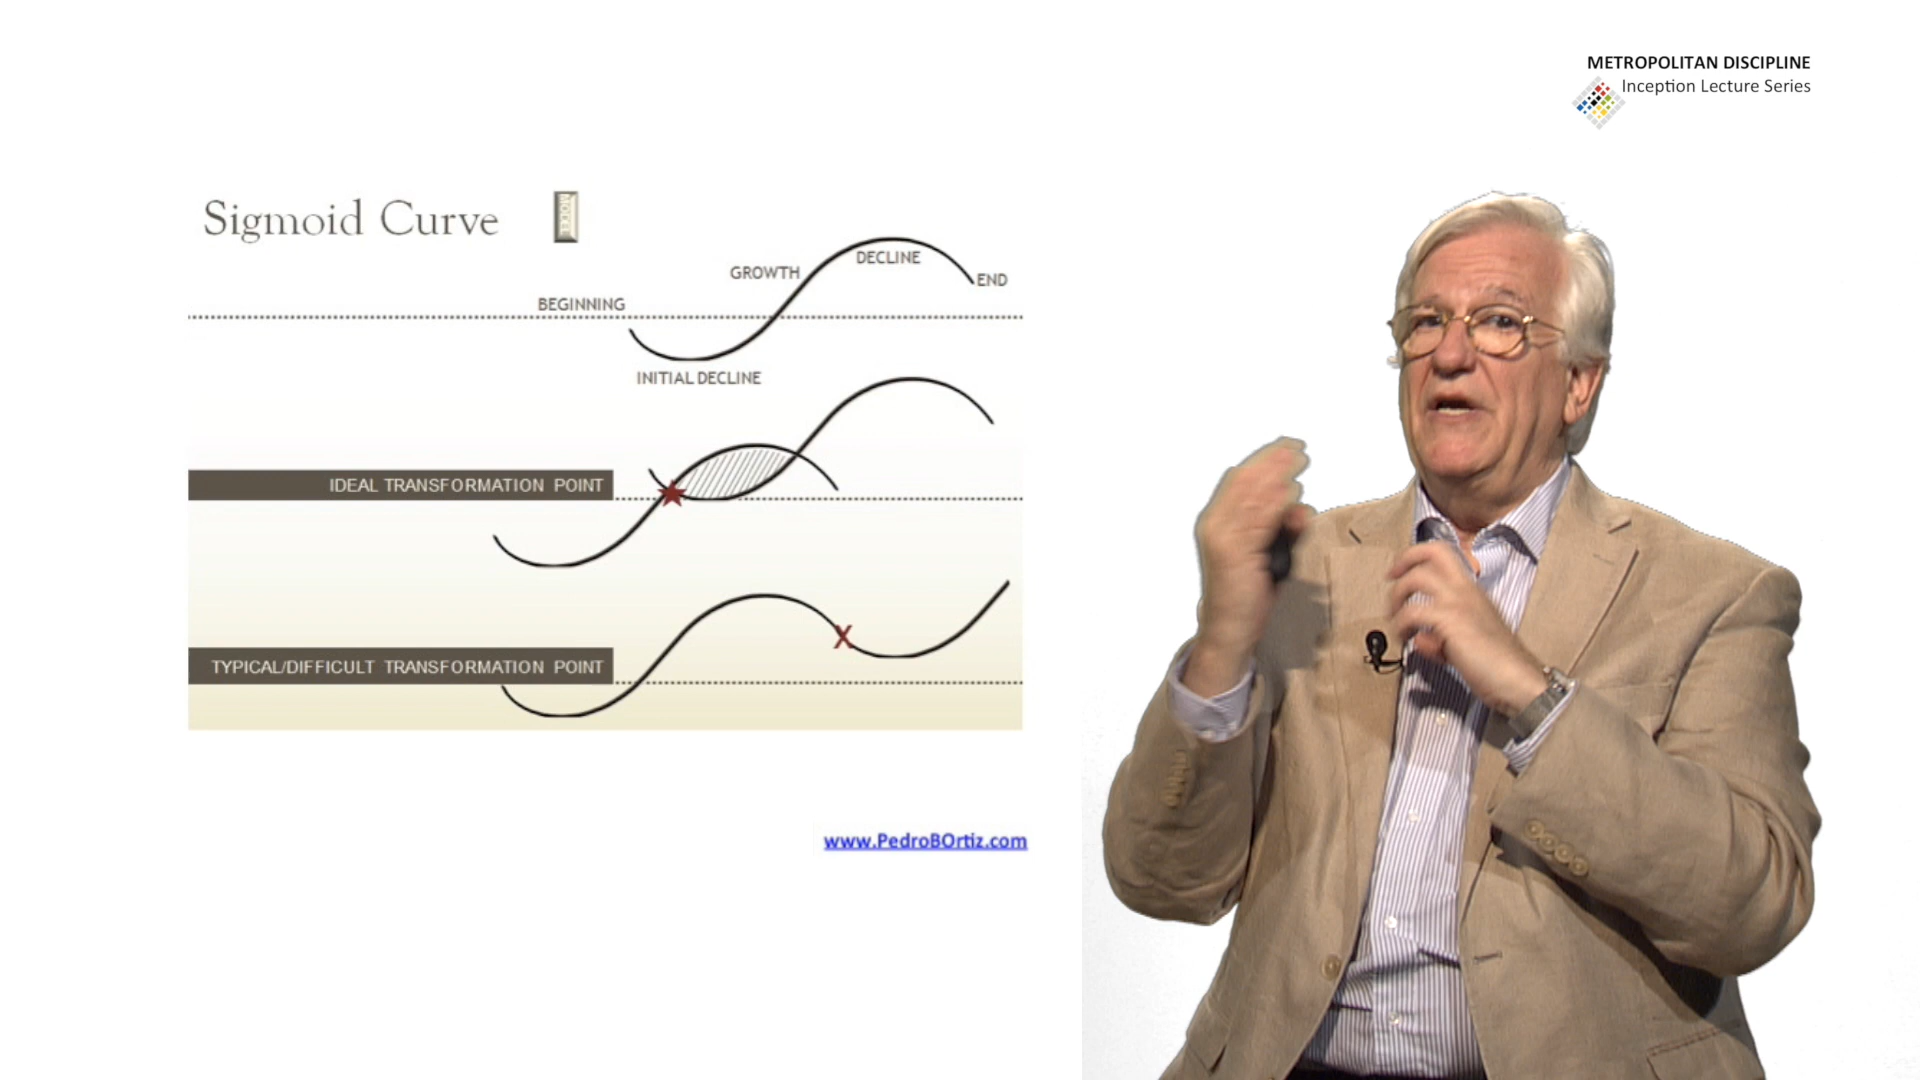 METROPOLITAN DISCIPLINE
Inception Lecture Series
Sigmoid Curve
MODEL
GROWTH
DECLINE
END
BEGINNING
INITIAL DECLINE
IDEAL TRANSFORMATION POINT
X
TYPICAL/DIFFICULT TRANSFORMATION POINT
www.PedroBOrtiz.com